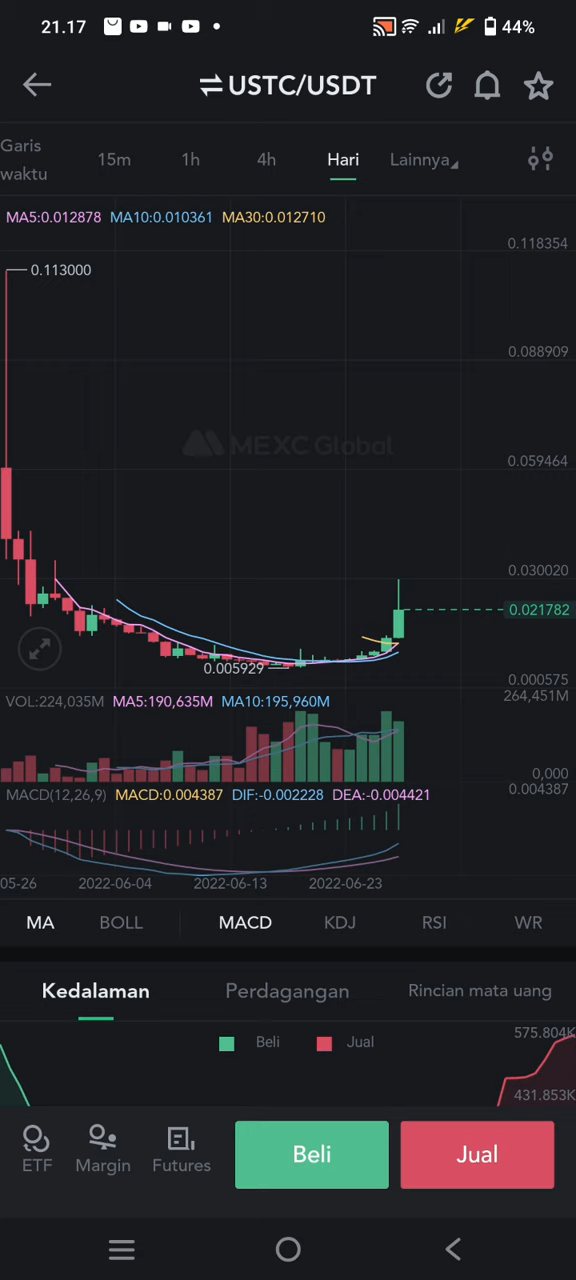 21.17
44%
USTC/USDT
Garis
waktu
15m
1h
4h
Hari
Lainnya
MA5:0.012878 MA10:0.010361 MA30:0.012710
0.118354
0.113000
0.088909
MEXC Global
0.059464
0.030020
0.021782
0.005929
0.000575
VOL:224,035M MA5:190,635M MA10:195,960M
264,451M
0,000
MACD(12,26,9) MACD:0.004387 DIF:-0.002228 DEA:-0.004421
0.004387
05-26
2022-06-04
2022-06-13
2022-06-23
MA
BOLL
MACD
KDJ
RSI
WR
Kedalaman
Perdagangan
Rincian mata uang
Beli
Jual
575.804K
431.853K
ETF
Margin
Futures
Beli
Jual